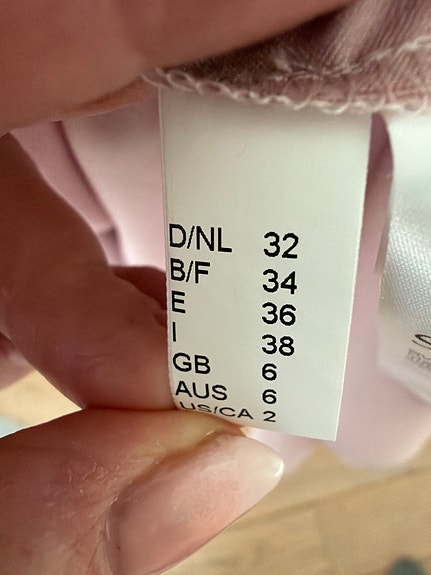 D/NL 32
B/F 34
E 36
I 38
GB 6
AUS 6
US/CA 2